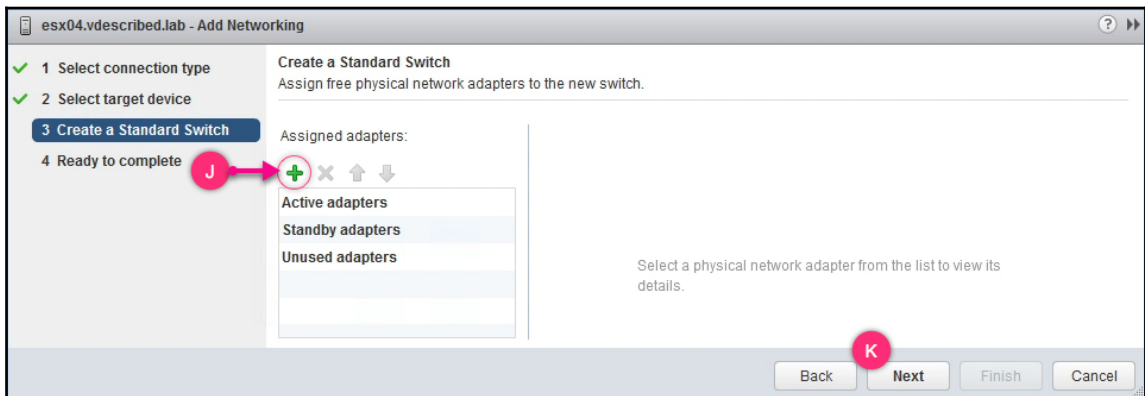 esx04.vdescribed.lab - Add Networking
?
1 Select connection type
2 Select target device
3 Create a Standard Switch
4 Ready to complete
Create a Standard Switch
Assign free physical network adapters to the new switch.
Assigned adapters:
J
Active adapters
Standby adapters
Unused adapters
Select a physical network adapter from the list to view its
details.
K
Back Next Finish Cancel